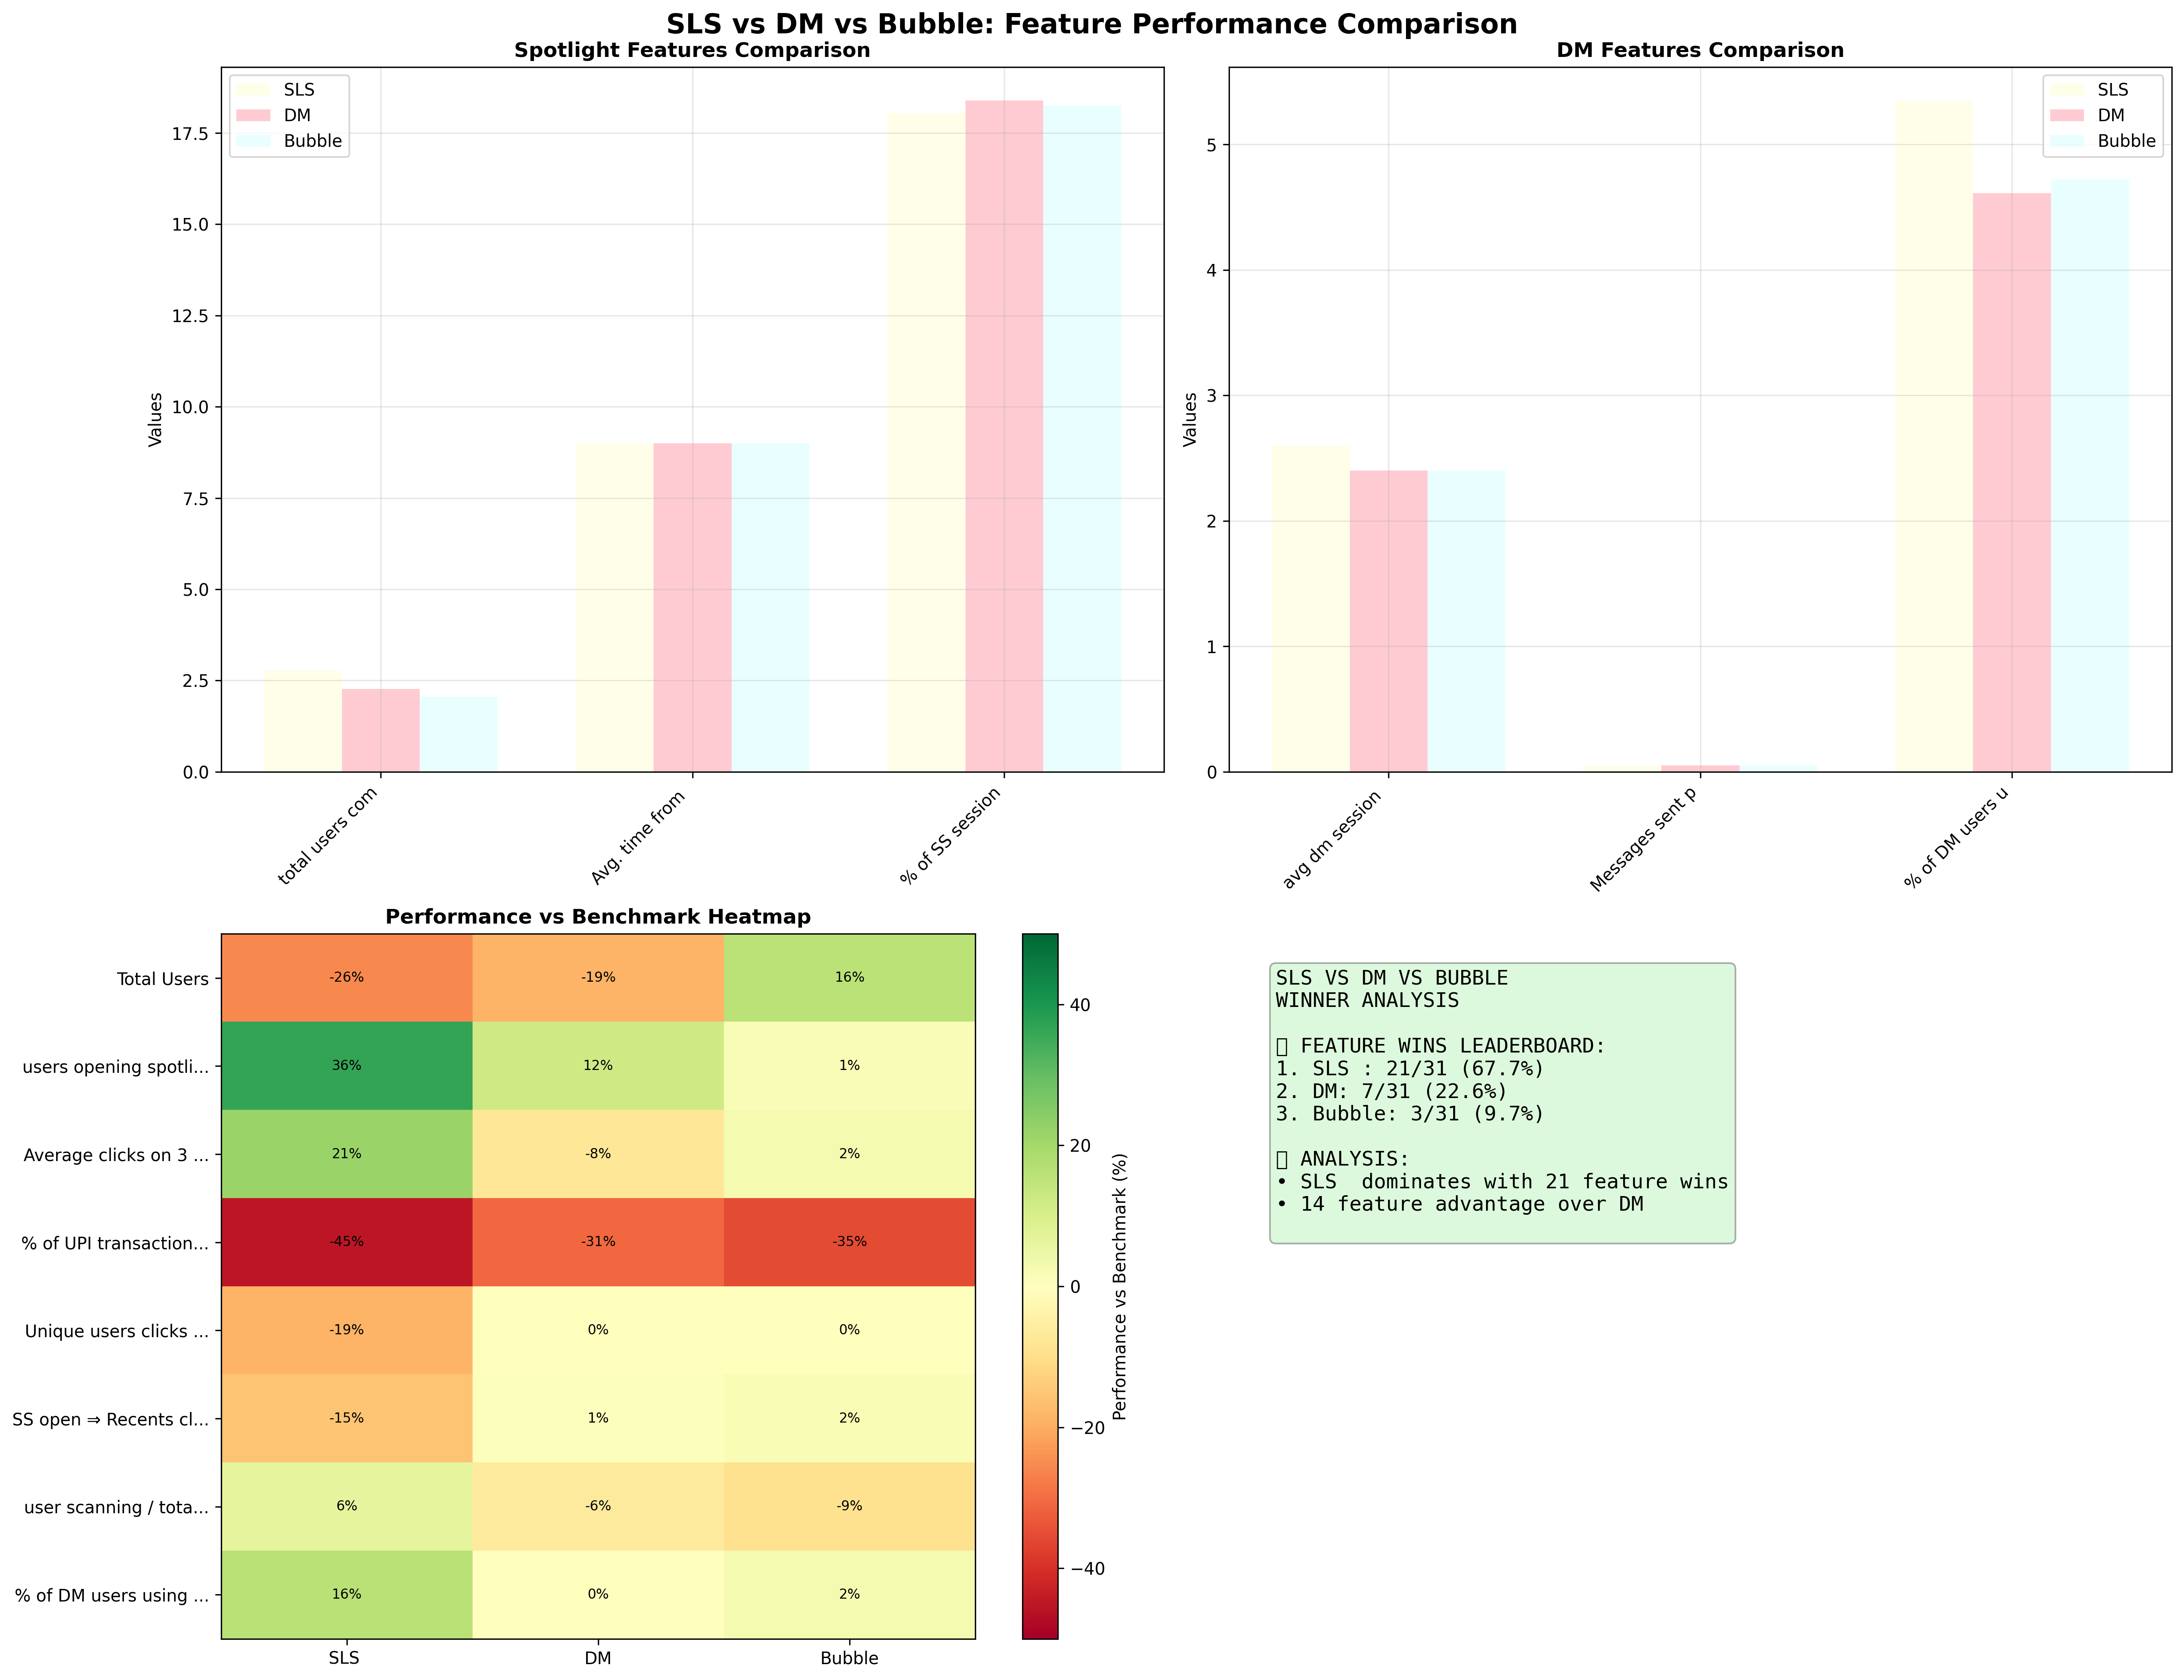 SLS vs DM vs Bubble: Feature Performance Comparison
Spotlight Features Comparison
SLS
DM
Bubble
Values
17.5
15.0
12.5
10.0
7.5
5.0
2.5
0.0
total users com
Avg. time from
% of SS session
DM Features Comparison
SLS
DM
Bubble
Values
5
4
3
2
1
0
avg dm session
Messages sent p
% of DM users u
Performance vs Benchmark Heatmap
Total Users -26% -19% 16%
users opening spotli... 36% 12% 1%
Average clicks on 3 ... 21% -8% 2%
% of UPI transaction... -45% -31% -35%
Unique users clicks ... -19% 0% 0%
SS open ⇒ Recents cl... -15% 1% 2%
user scanning / tota... 6% -6% -9%
% of DM users using ... 16% 0% 2%
SLS DM Bubble
40
20
0
−20
−40
Performance vs Benchmark (%)
SLS VS DM VS BUBBLE
WINNER ANALYSIS
FEATURE WINS LEADERBOARD:
1. SLS : 21/31 (67.7%)
2. DM: 7/31 (22.6%)
3. Bubble: 3/31 (9.7%)
ANALYSIS:
• SLS  dominates with 21 feature wins
• 14 feature advantage over DM